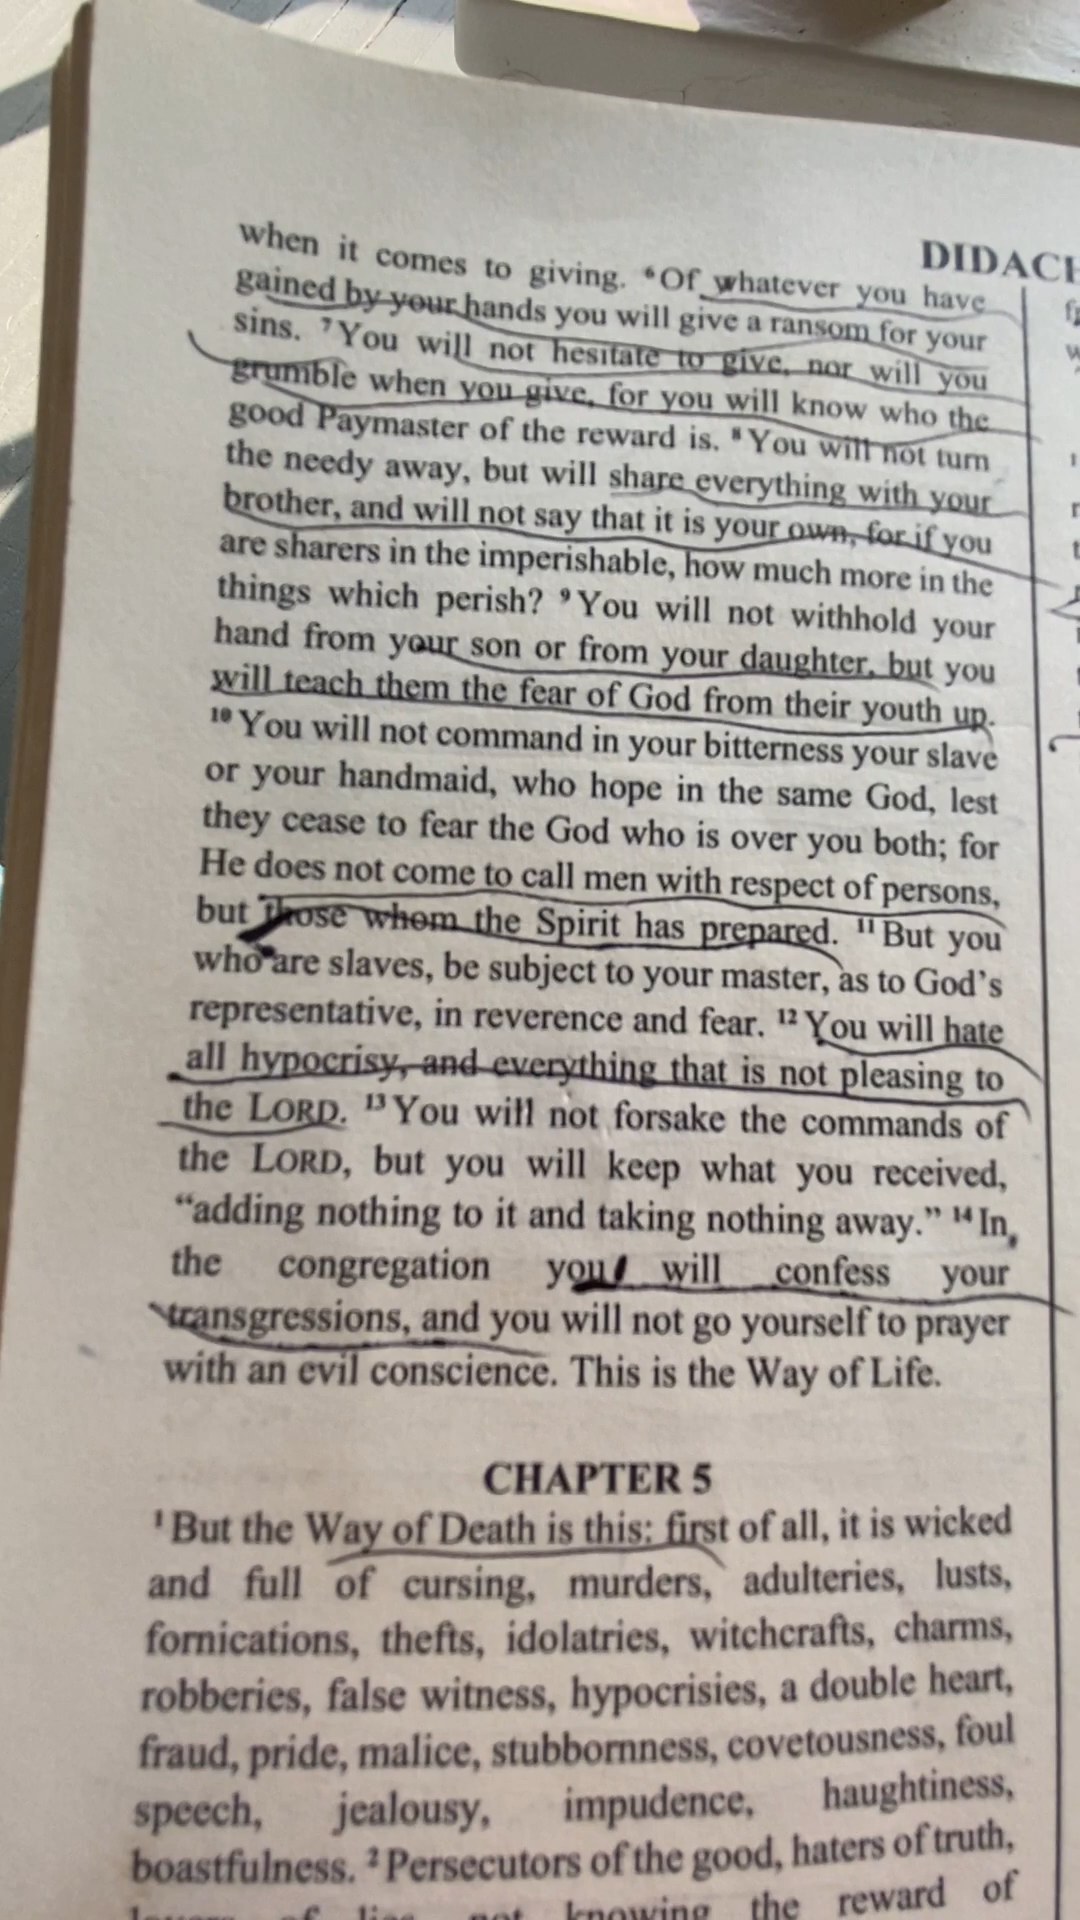 DIDACH
when it comes to giving. ⁶Of whatever you have
gained by your hands you will give a ransom for your
sins. ⁷You will not hesitate to give, nor will you
grumble when you give, for you will know who the
good Paymaster of the reward is. ⁸You will not turn
the needy away, but will share everything with your
brother, and will not say that it is your own, for if you
are sharers in the imperishable, how much more in the
things which perish? ⁹You will not withhold your
hand from your son or from your daughter, but you
will teach them the fear of God from their youth up.
¹⁰You will not command in your bitterness your slave
or your handmaid, who hope in the same God, lest
they cease to fear the God who is over you both; for
He does not come to call men with respect of persons,
but those whom the Spirit has prepared. ¹¹But you
who are slaves, be subject to your master, as to God’s
representative, in reverence and fear. ¹²You will hate
all hypocrisy, and everything that is not pleasing to
the LORD. ¹³You will not forsake the commands of
the LORD, but you will keep what you received,
“adding nothing to it and taking nothing away.” ¹⁴In
the congregation you will confess your
transgressions, and you will not go yourself to prayer
with an evil conscience. This is the Way of Life.
CHAPTER 5
¹But the Way of Death is this: first of all, it is wicked
and full of cursing, murders, adulteries, lusts,
fornications, thefts, idolatries, witchcrafts, charms,
robberies, false witness, hypocrisies, a double heart,
fraud, pride, malice, stubbornness, covetousness, foul
speech, jealousy, impudence, haughtiness,
boastfulness. ²Persecutors of the good, haters of truth,
of lies, not knowing the reward of